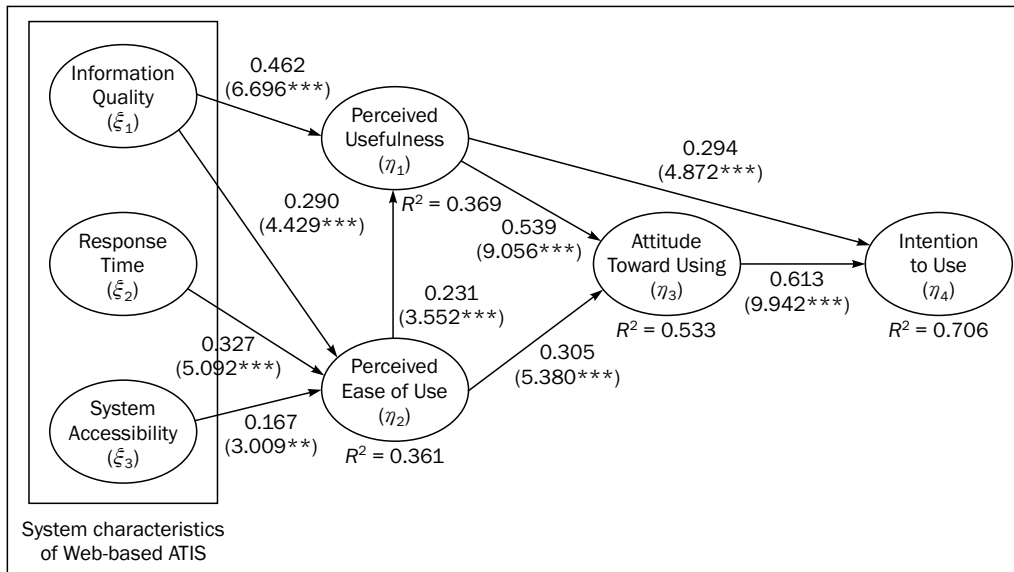 Information
Quality
(ξ1)
Response
Time
(ξ2)
System
Accessibility
(ξ3)
System characteristics
of Web-based ATIS
0.462
(6.696***)
0.290
(4.429***)
0.327
(5.092***)
0.167
(3.009**)
Perceived
Usefulness
(η1)
R² = 0.369
0.231
(3.552***)
Perceived
Ease of Use
(η2)
R² = 0.361
0.539
(9.056***)
0.305
(5.380***)
0.294
(4.872***)
Attitude
Toward Using
(η3)
R² = 0.533
0.613
(9.942***)
Intention
to Use
(η4)
R² = 0.706